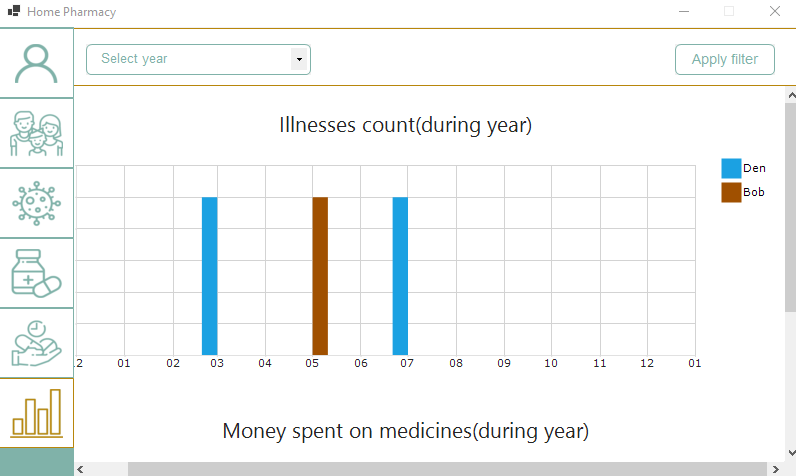 Home Pharmacy
Select year
Apply filter
Illnesses count(during year)
Den
Bob
01 02 03 04 05 06 07 08 09 10 11 12 01
Money spent on medicines(during year)